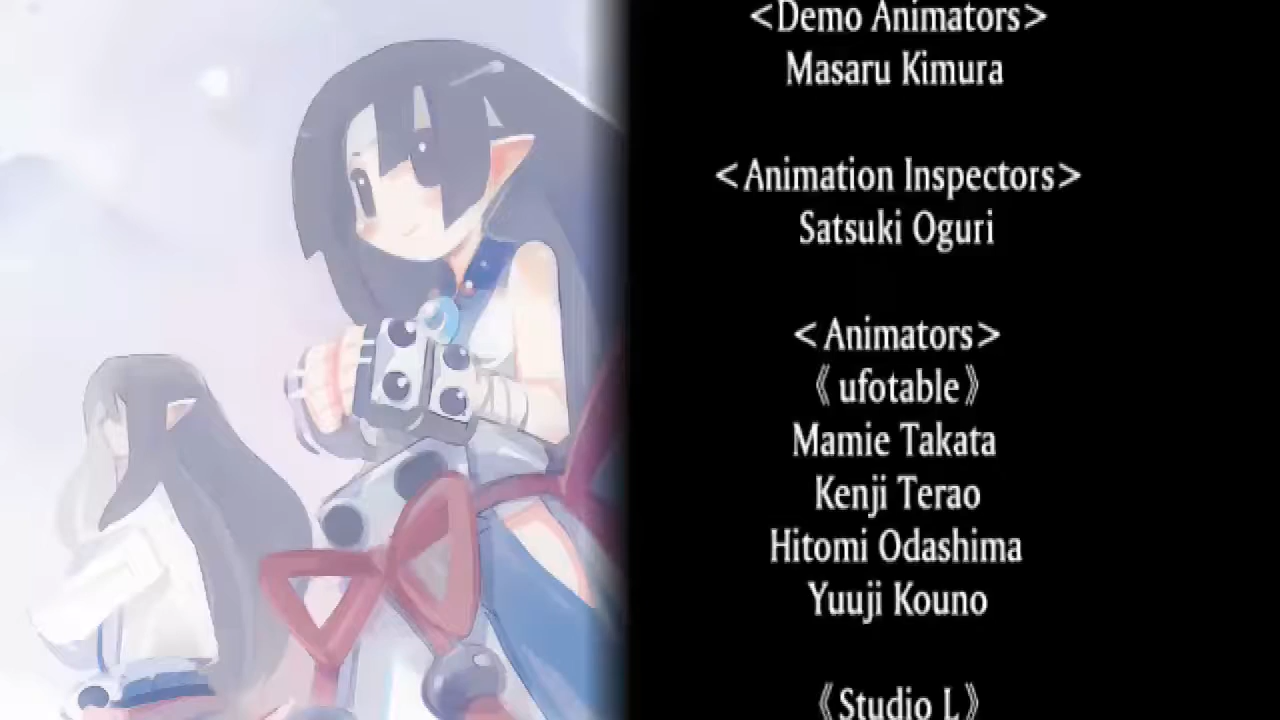 <Demo Animators>
Masaru Kimura
<Animation Inspectors>
Satsuki Oguri
<Animators>
《ufotable》
Mamie Takata
Kenji Terao
Hitomi Odashima
Yuuji Kouno
《Studio L》